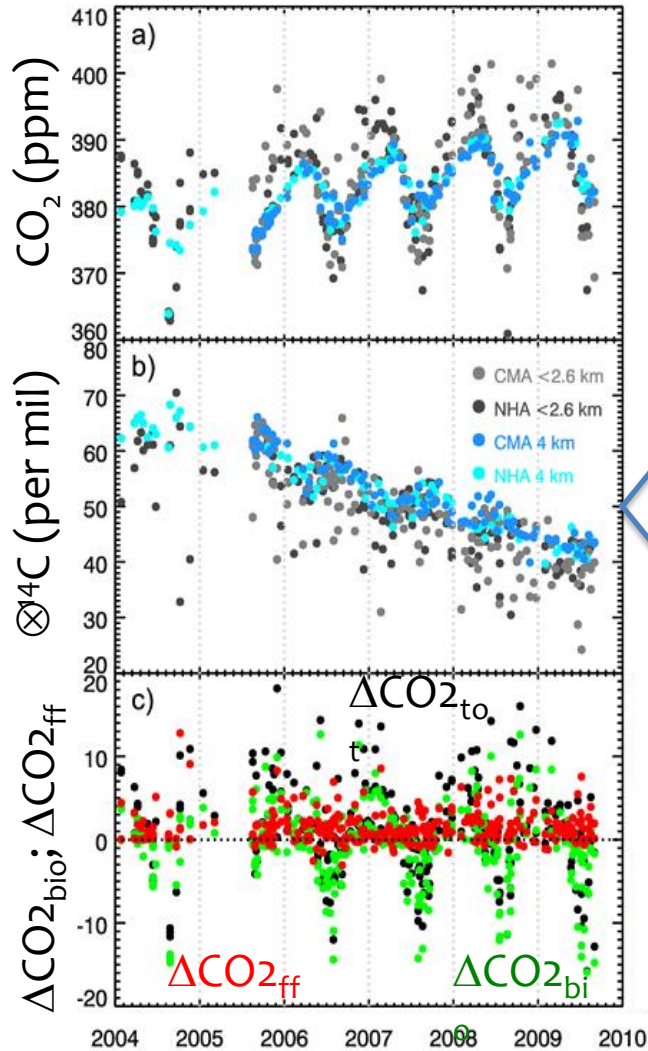 410
a)
400
390
380
370
360
CO₂ (ppm)
80
b)
70
60
50
40
30
20
⊗¹⁴C (per mil)
CMA <2.6 km
NHA <2.6 km
CMA 4 km
NHA 4 km
20
c)
10
0
-10
-20
ΔCO2bio; ΔCO2ff
ΔCO2to
t
ΔCO2ff
ΔCO2bi
o
2004 2005 2006 2007 2008 2009 2010